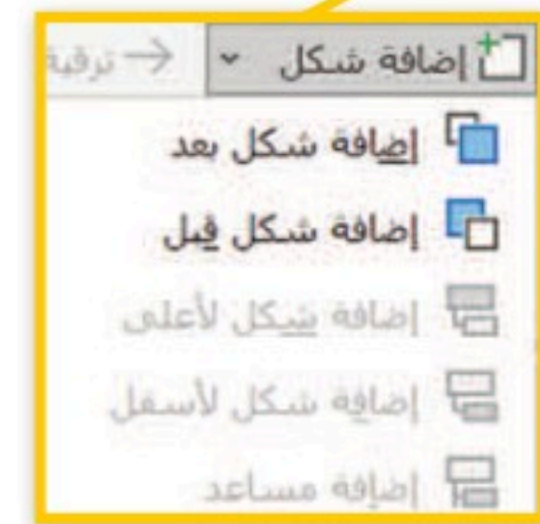 إضافة شكل ترقية
إضافة شكل بعد
إضافة شكل قبل
إضافة شكل لأعلى
إضافة شكل لأسفل
إضافة مساعد